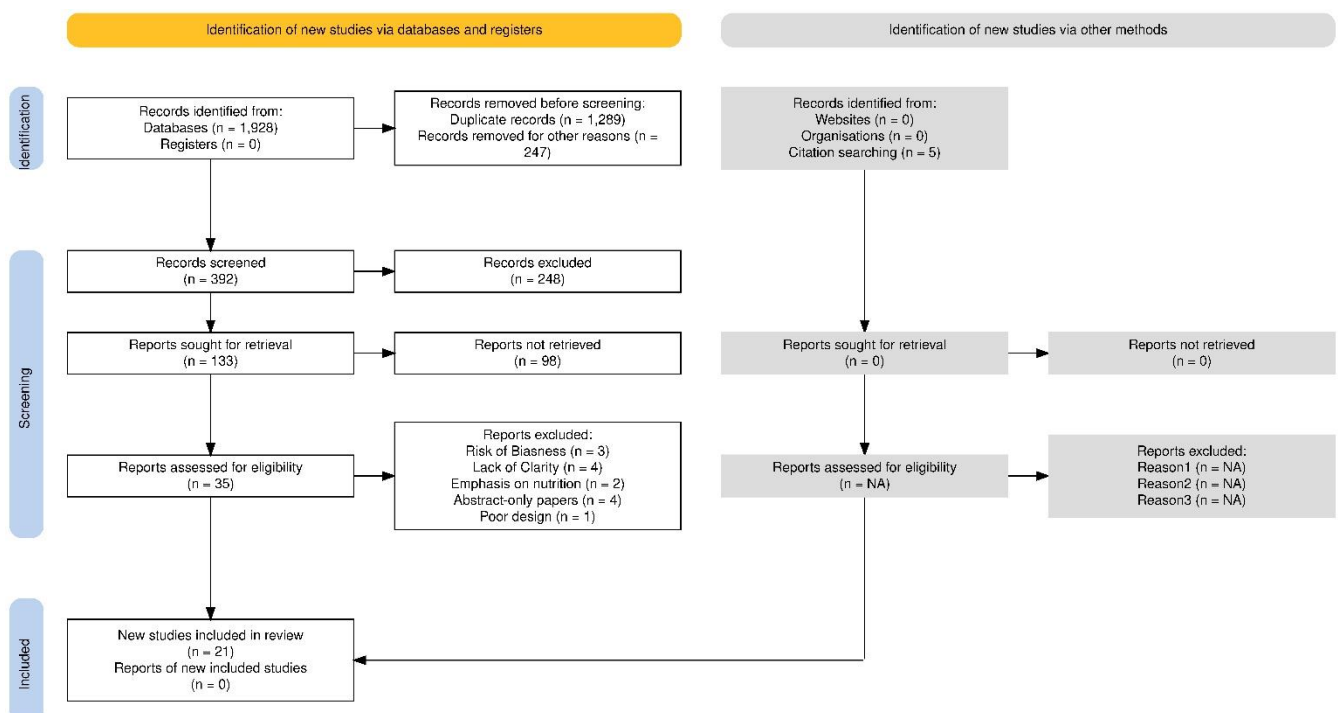 Identification of new studies via databases and registers
Identification of new studies via other methods
Identification
Records identified from:
Databases (n = 1,928)
Registers (n = 0)
Records removed before screening:
Duplicate records (n = 1,289)
Records removed for other reasons (n =
247)
Records identified from:
Websites (n = 0)
Organisations (n = 0)
Citation searching (n = 5)
Screening
Records screened
(n = 392)
Records excluded
(n = 248)
Reports sought for retrieval
(n = 133)
Reports not retrieved
(n = 98)
Reports sought for retrieval
(n = 0)
Reports not retrieved
(n = 0)
Reports assessed for eligibility
(n = 35)
Reports excluded:
Risk of Biasness (n = 3)
Lack of Clarity (n = 4)
Emphasis on nutrition (n = 2)
Abstract-only papers (n = 4)
Poor design (n = 1)
Reports assessed for eligibility
(n = NA)
Reports excluded:
Reason1 (n = NA)
Reason2 (n = NA)
Reason3 (n = NA)
Included
New studies included in review
(n = 21)
Reports of new included studies
(n = 0)